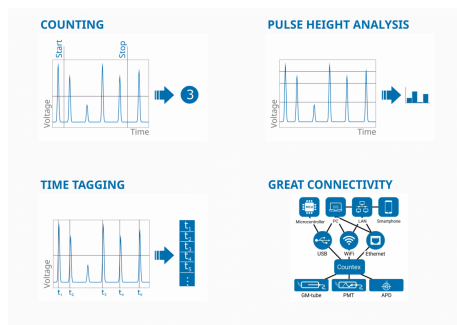 COUNTING
Start
Stop
Voltage
Time
3
PULSE HEIGHT ANALYSIS
Voltage
Time
TIME TAGGING
Voltage
t₁ t₂ t₃ t₄ t₅
t₁
t₂
t₃
t₄
t₅
⋮
GREAT CONNECTIVITY
Microcontroller PC LAN Smartphone
USB WiFi Ethernet
Countex
GM-tube PMT APD